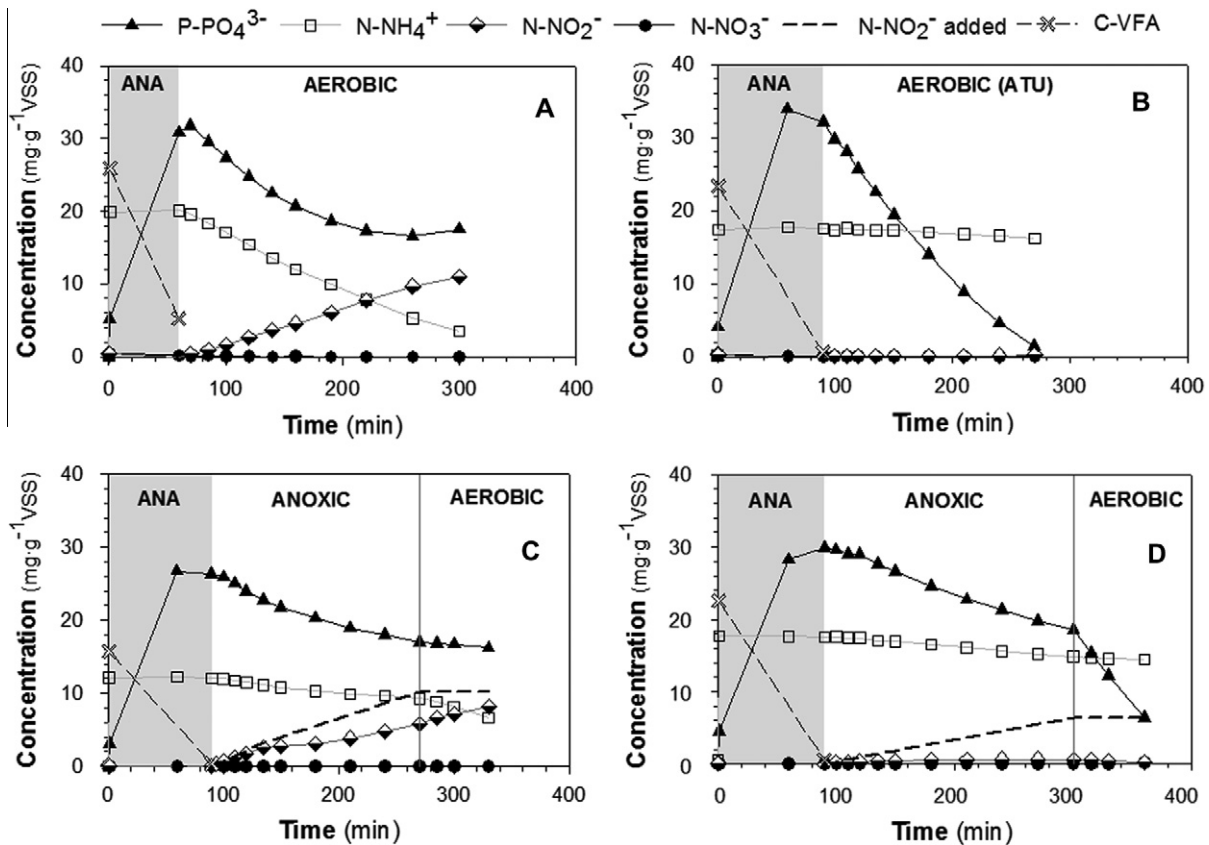 P-PO₄³⁻ N-NH₄⁺ N-NO₂⁻ N-NO₃⁻ N-NO₂⁻ added C-VFA
ANA AEROBIC
A
Concentration (mg·g⁻¹VSS)
40
30
20
10
0
0 100 200 300 400
Time (min)
ANA AEROBIC (ATU)
B
Concentration (mg·g⁻¹VSS)
40
30
20
10
0
0 100 200 300 400
Time (min)
ANA ANOXIC AEROBIC
C
Concentration (mg·g⁻¹VSS)
40
30
20
10
0
0 100 200 300 400
Time (min)
ANA ANOXIC AEROBIC
D
Concentration (mg·g⁻¹VSS)
40
30
20
10
0
0 100 200 300 400
Time (min)